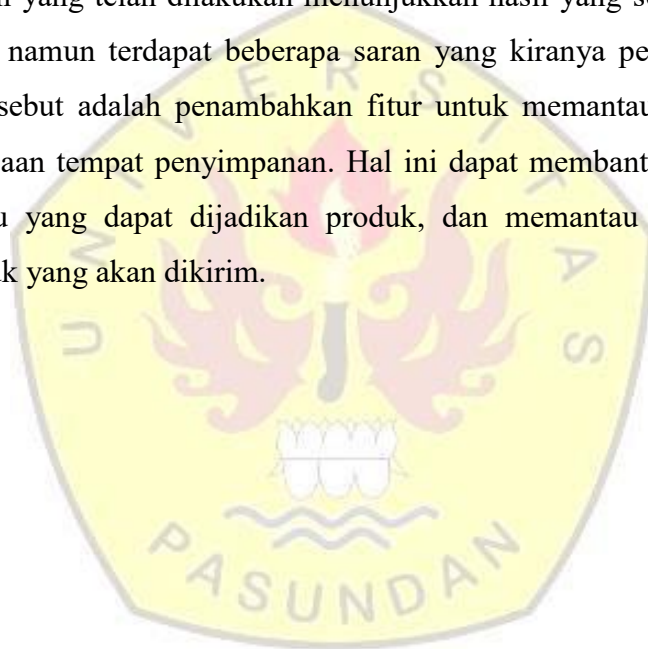 yang telah dilakukan menunjukkan hasil yang
namun terdapat beberapa saran yang kiranya
sebut adalah penambahkan fitur untuk memantau
aan tempat penyimpanan. Hal ini dapat membant
u yang dapat dijadikan produk, dan memantau
k yang akan dikirim.
UNIVERSITAS
PASUNDAN